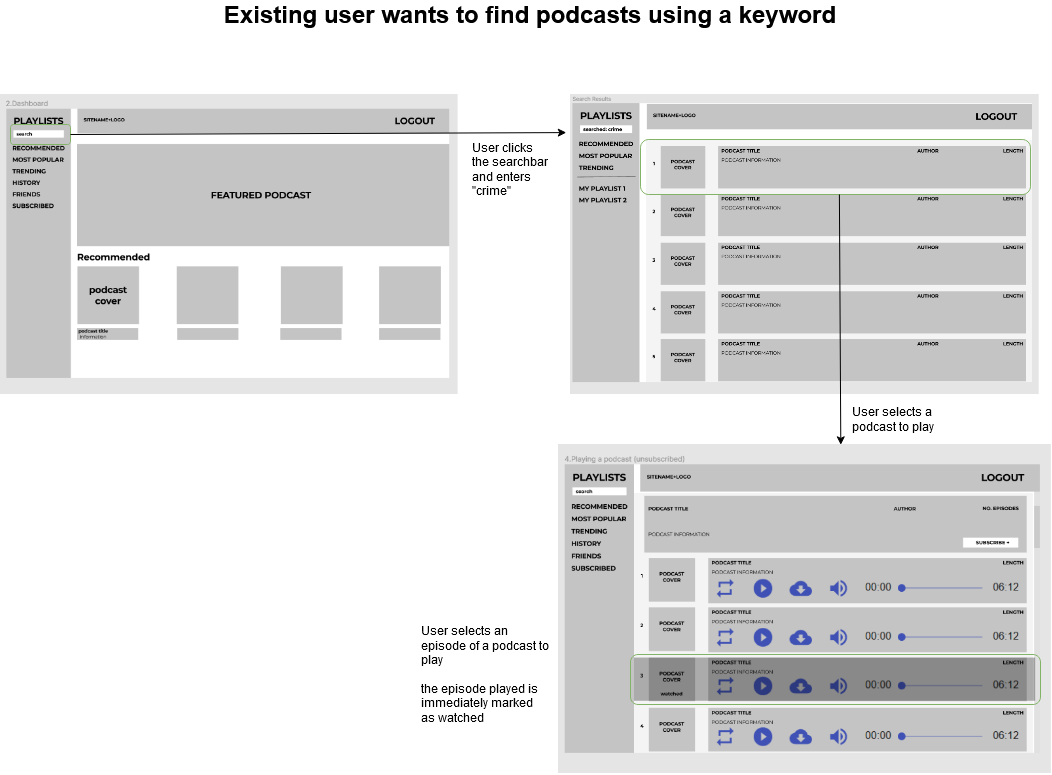 Existing user wants to find podcasts using a keyword
2.Dashboard
PLAYLISTS
search
RECOMMENDED
MOST POPULAR
TRENDING
HISTORY
FRIENDS
SUBSCRIBED
SITENAME+LOGO
LOGOUT
FEATURED PODCAST
Recommended
podcast
cover
podcast title
information
User clicks
the searchbar
and enters
"crime"
Search Results
PLAYLISTS
searched: crime
RECOMMENDED
MOST POPULAR
TRENDING
MY PLAYLIST 1
MY PLAYLIST 2
SITENAME+LOGO
LOGOUT
1
PODCAST
COVER
PODCAST TITLE
AUTHOR
LENGTH
PODCAST INFORMATION
2
PODCAST
COVER
PODCAST TITLE
AUTHOR
LENGTH
PODCAST INFORMATION
3
PODCAST
COVER
PODCAST TITLE
AUTHOR
LENGTH
PODCAST INFORMATION
4
PODCAST
COVER
PODCAST TITLE
AUTHOR
LENGTH
PODCAST INFORMATION
5
PODCAST
COVER
PODCAST TITLE
AUTHOR
LENGTH
PODCAST INFORMATION
User selects a
podcast to play
4.Playing a podcast (unsubscribed)
PLAYLISTS
search
RECOMMENDED
MOST POPULAR
TRENDING
HISTORY
FRIENDS
SUBSCRIBED
SITENAME+LOGO
LOGOUT
PODCAST TITLE
AUTHOR
NO. EPISODES
PODCAST INFORMATION
SUBSCRIBE +
1
PODCAST
COVER
PODCAST TITLE
LENGTH
PODCAST INFORMATION
00:00
06:12
2
PODCAST
COVER
PODCAST TITLE
LENGTH
PODCAST INFORMATION
00:00
06:12
3
PODCAST
COVER
watched
PODCAST TITLE
LENGTH
PODCAST INFORMATION
00:00
06:12
4
PODCAST
COVER
PODCAST TITLE
LENGTH
PODCAST INFORMATION
00:00
06:12
User selects an
episode of a podcast to
play
the episode played is
immediately marked
as watched